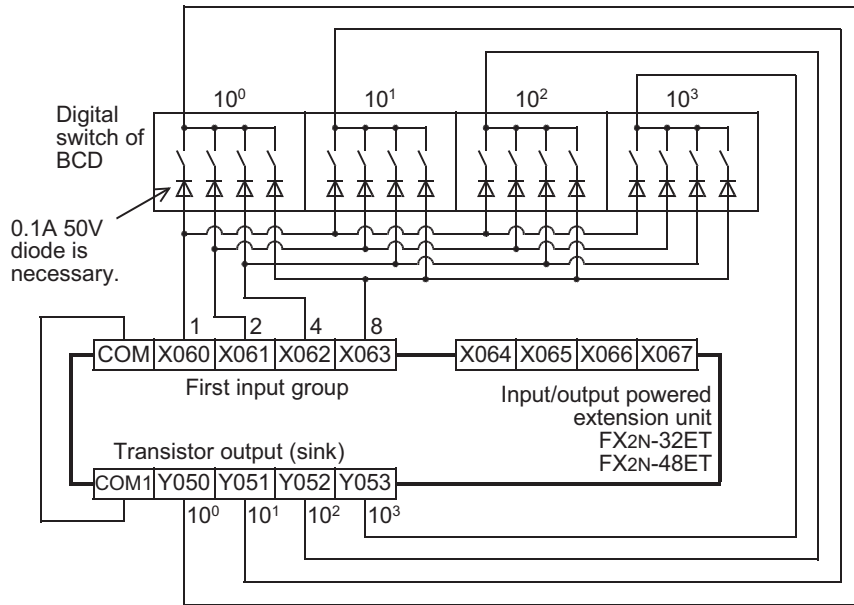 10⁰ 10¹ 10² 10³
Digital
switch of
BCD
0.1A 50V
diode is
necessary.
1 2 4 8
COM X060 X061 X062 X063 X064 X065 X066 X067
First input group
Input/output powered
extension unit
FX2N-32ET
FX2N-48ET
Transistor output (sink)
COM1 Y050 Y051 Y052 Y053
10⁰ 10¹ 10² 10³